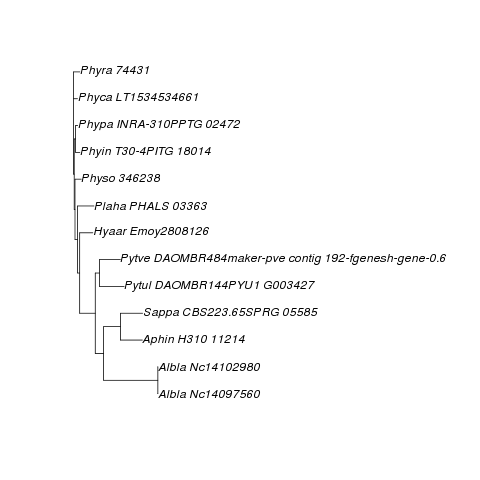 Phyra 74431
Phyca LT1534534661
Phypa INRA-310PPTG 02472
Phyin T30-4PITG 18014
Physo 346238
Plaha PHALS 03363
Hyaar Emoy2808126
Pytve DAOMBR484maker-pve contig 192-fgenesh-gene-0.6
Pytul DAOMBR144PYU1 G003427
Sappa CBS223.65SPRG 05585
Aphin H310 11214
Albla Nc14102980
Albla Nc14097560